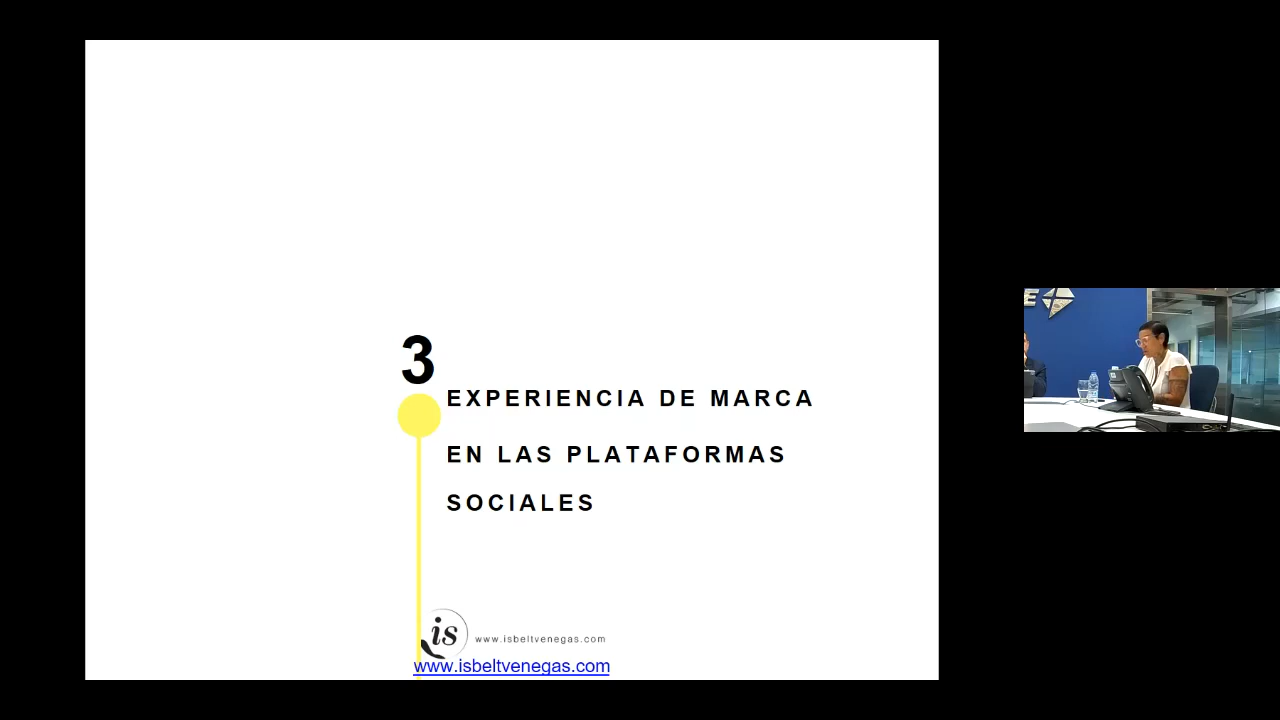 3
EXPERIENCIA DE MARCA
EN LAS PLATAFORMAS
SOCIALES
is
www.isbeltvenegas.com
www.isbeltvenegas.com
E